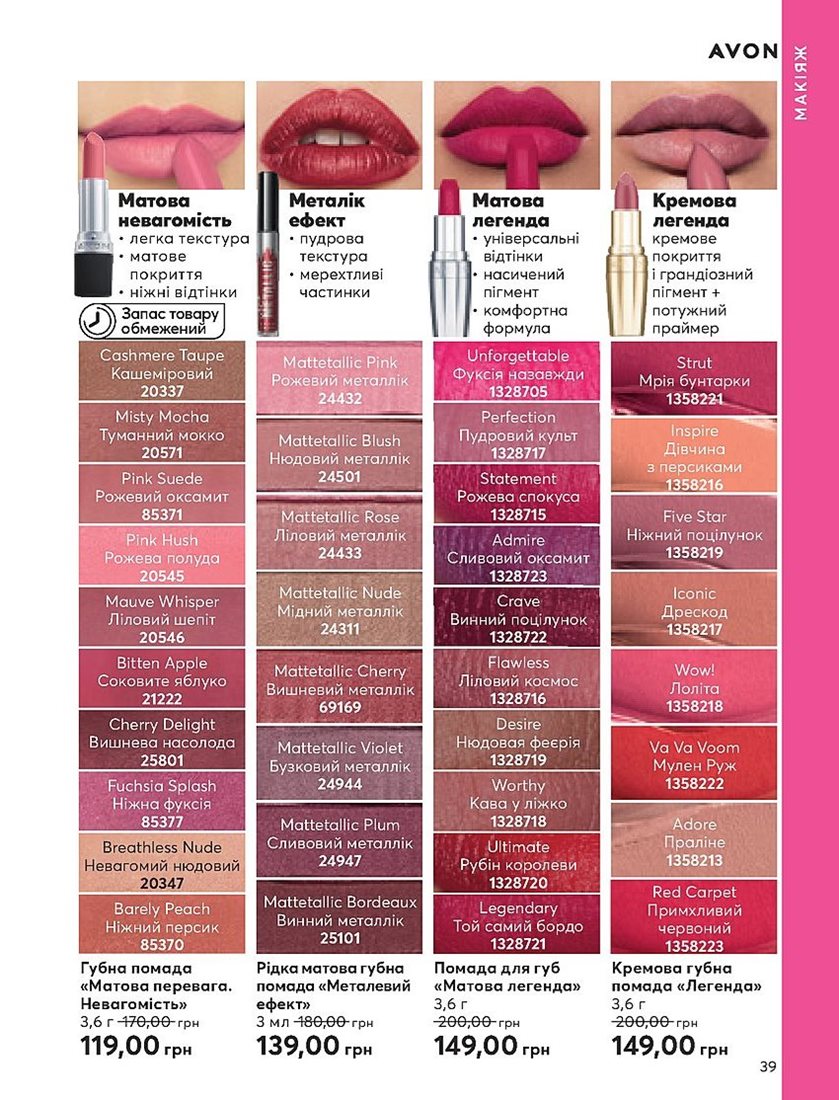 AVON
МАКІЯЖ
Матова
невагомість
• легка текстура
• матове
покриття
• ніжні відтінки
Запас товару
обмежений
Металік
ефект
• пудрова
текстура
• мерехтливі
частинки
Матова
легенда
• універсальні
відтінки
• насичений
пігмент
• комфортна
формула
Кремова
легенда
кремове
покриття
і грандіозний
пігмент +
потужний
праймер
Cashmere Taupe
Кашеміровий
20337
Misty Mocha
Туманний мокко
20571
Pink Suede
Рожевий оксамит
85371
Pink Hush
Рожева полуда
20545
Mauve Whisper
Ліловий шепіт
20546
Bitten Apple
Соковите яблуко
21222
Cherry Delight
Вишнева насолода
25801
Fuchsia Splash
Ніжна фуксія
85377
Breathless Nude
Невагомий нюдовий
20347
Barely Peach
Ніжний персик
85370
Mattetallic Pink
Рожевий металлік
24432
Mattetallic Blush
Нюдовий металлік
24501
Mattetallic Rose
Ліловий металлік
24433
Mattetallic Nude
Мідний металлік
24311
Mattetallic Cherry
Вишневий металлік
69169
Mattetallic Violet
Бузковий металлік
24944
Mattetallic Plum
Сливовий металлік
24947
Mattetallic Bordeaux
Винний металлік
25101
Unforgettable
Фуксія назавжди
1328705
Perfection
Пудровий культ
1328717
Statement
Рожева спокуса
1328715
Admire
Сливовий оксамит
1328723
Crave
Винний поцілунок
1328722
Flawless
Ліловий космос
1328716
Desire
Нюдовая феєрія
1328719
Worthy
Кава у ліжко
1328718
Ultimate
Рубін королеви
1328720
Legendary
Той самий бордо
1328721
Strut
Мрія бунтарки
1358221
Inspire
Дівчина
з персиками
1358216
Five Star
Ніжний поцілунок
1358219
Iconic
Дрескод
1358217
Wow!
Лоліта
1358218
Va Va Voom
Мулен Руж
1358222
Adore
Праліне
1358213
Red Carpet
Примхливий
червоний
1358223
Губна помада
«Матова перевага.
Невагомість»
3,6 г 170,00 грн
119,00 грн
Рідка матова губна
помада «Металевий
ефект»
3 мл 180,00 грн
139,00 грн
Помада для губ
«Матова легенда»
3,6 г
200,00 грн
149,00 грн
Кремова губна
помада «Легенда»
3,6 г
200,00 грн
149,00 грн
39